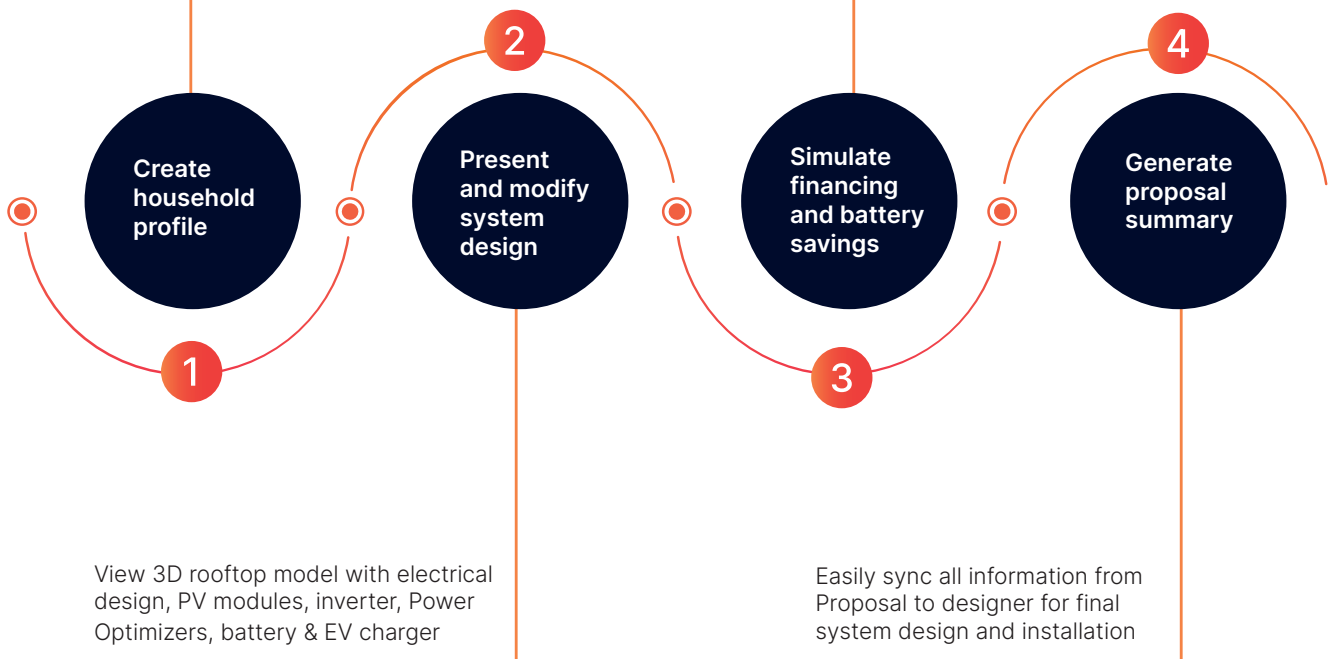 2
4
Create
household
profile
Present
and modify
system
design
Simulate
financing
and battery
savings
Generate
proposal
summary
1
3
View 3D rooftop model with electrical
design, PV modules, inverter, Power
Optimizers, battery & EV charger
Easily sync all information from
Proposal to designer for final
system design and installation